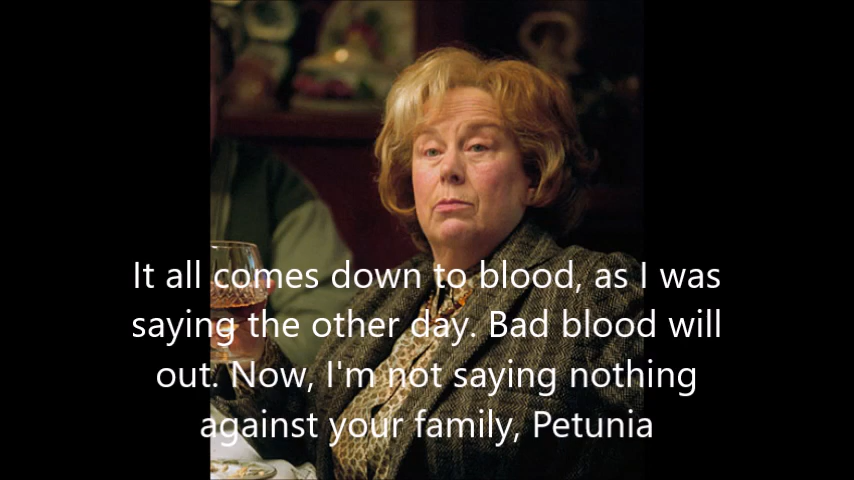 It all comes down to blood, as I was
saying the other day. Bad blood will
out. Now, I'm not saying nothing
against your family, Petunia